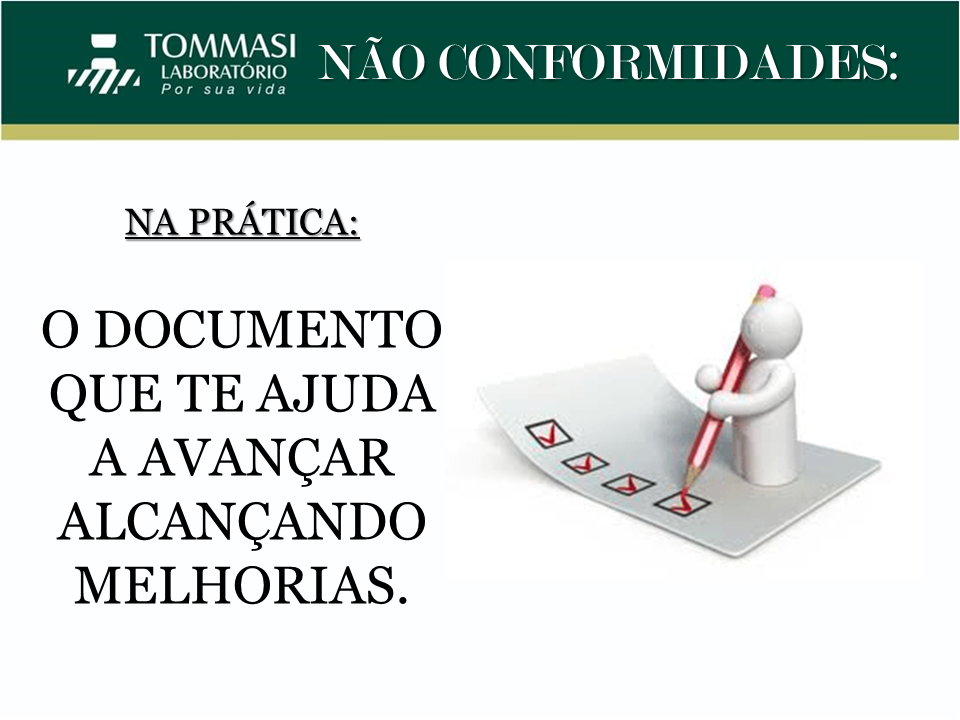 TOMMASI
LABORATÓRIO
Por sua vida
NÃO CONFORMIDADES:
NA PRÁTICA:
O DOCUMENTO
QUE TE AJUDA
A AVANÇAR
ALCANÇANDO
MELHORIAS.